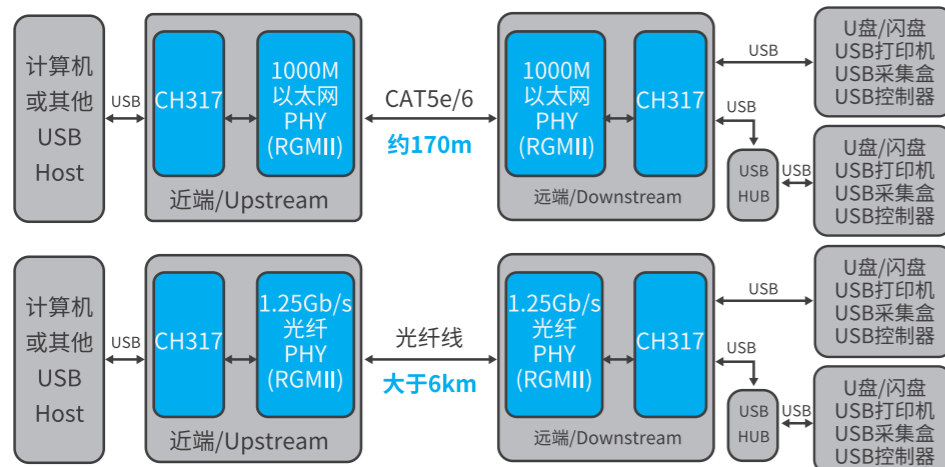 计算机
或其他
USB
Host
USB
CH317
1000M
以太网
PHY
(RGMII)
近端/Upstream
CAT5e/6
约170m
1000M
以太网
PHY
(RGMII)
CH317
远端/Downstream
USB
USB
USB
HUB
USB
U盘/闪盘
USB打印机
USB采集盒
USB控制器
U盘/闪盘
USB打印机
USB采集盒
USB控制器
计算机
或其他
USB
Host
USB
CH317
1.25Gb/s
光纤
PHY
(RGMII)
近端/Upstream
光纤线
大于6km
1.25Gb/s
光纤
PHY
(RGMII)
CH317
远端/Downstream
USB
USB
USB
HUB
USB
U盘/闪盘
USB打印机
USB采集盒
USB控制器
U盘/闪盘
USB打印机
USB采集盒
USB控制器